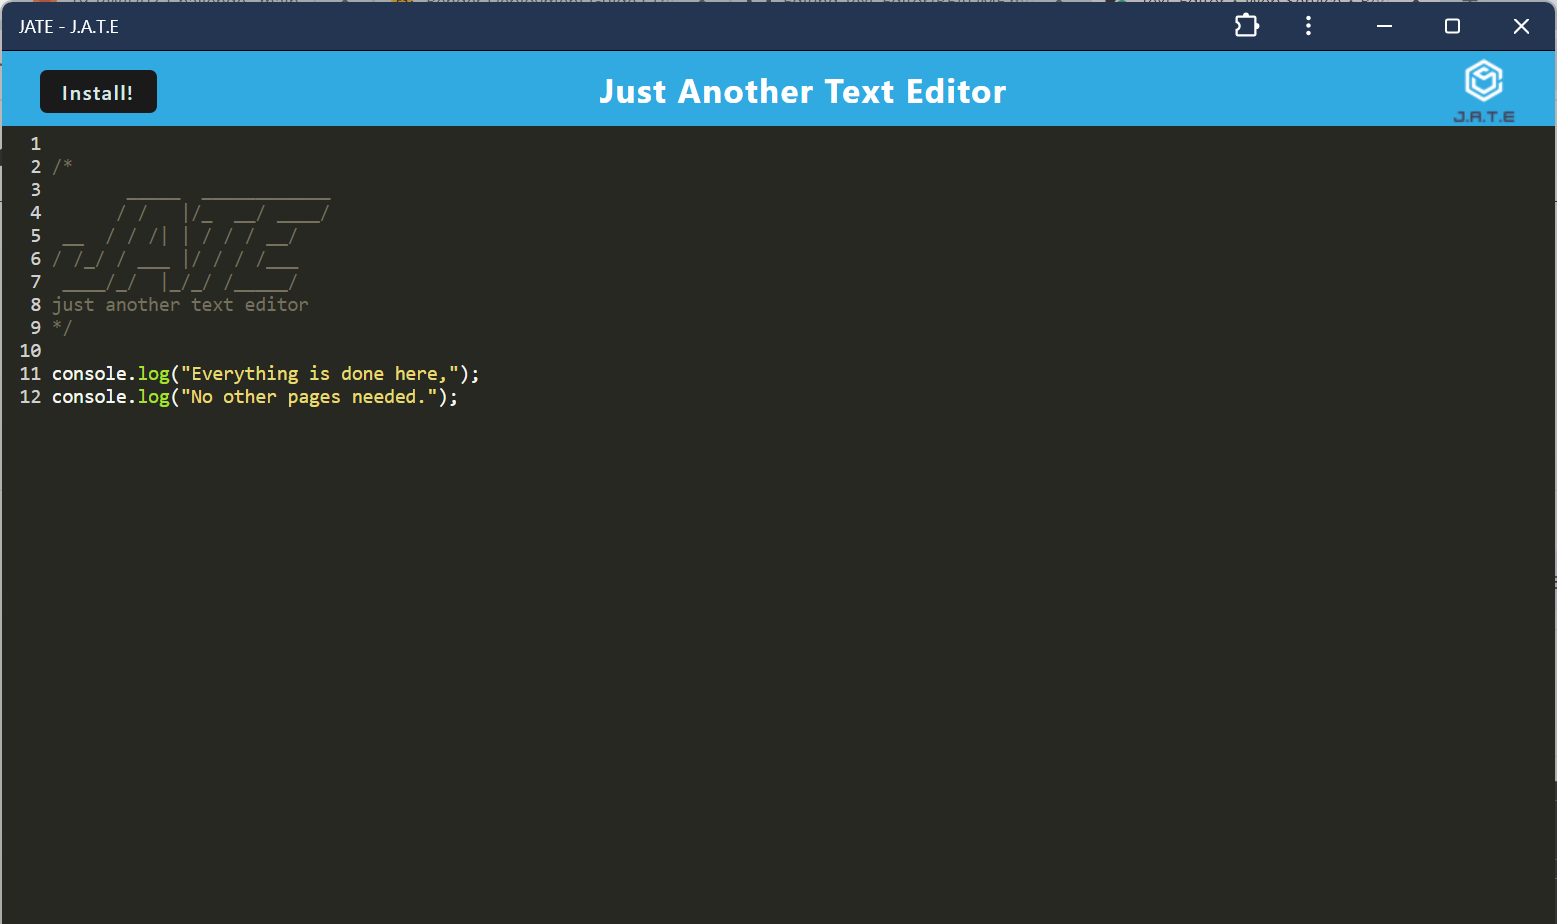 JATE - J.A.T.E
Install!
Just Another Text Editor
J.A.T.E
1
2 /*
3        _____  ____________
4       / /   |/_  __/ ____/
5  __  / / /| | / / / __/
6 / /_/ / ___ |/ / / /___
7  ____/_/  |_/_/ /_____/
8 just another text editor
9 */
10
11 console.log("Everything is done here,");
12 console.log("No other pages needed.");